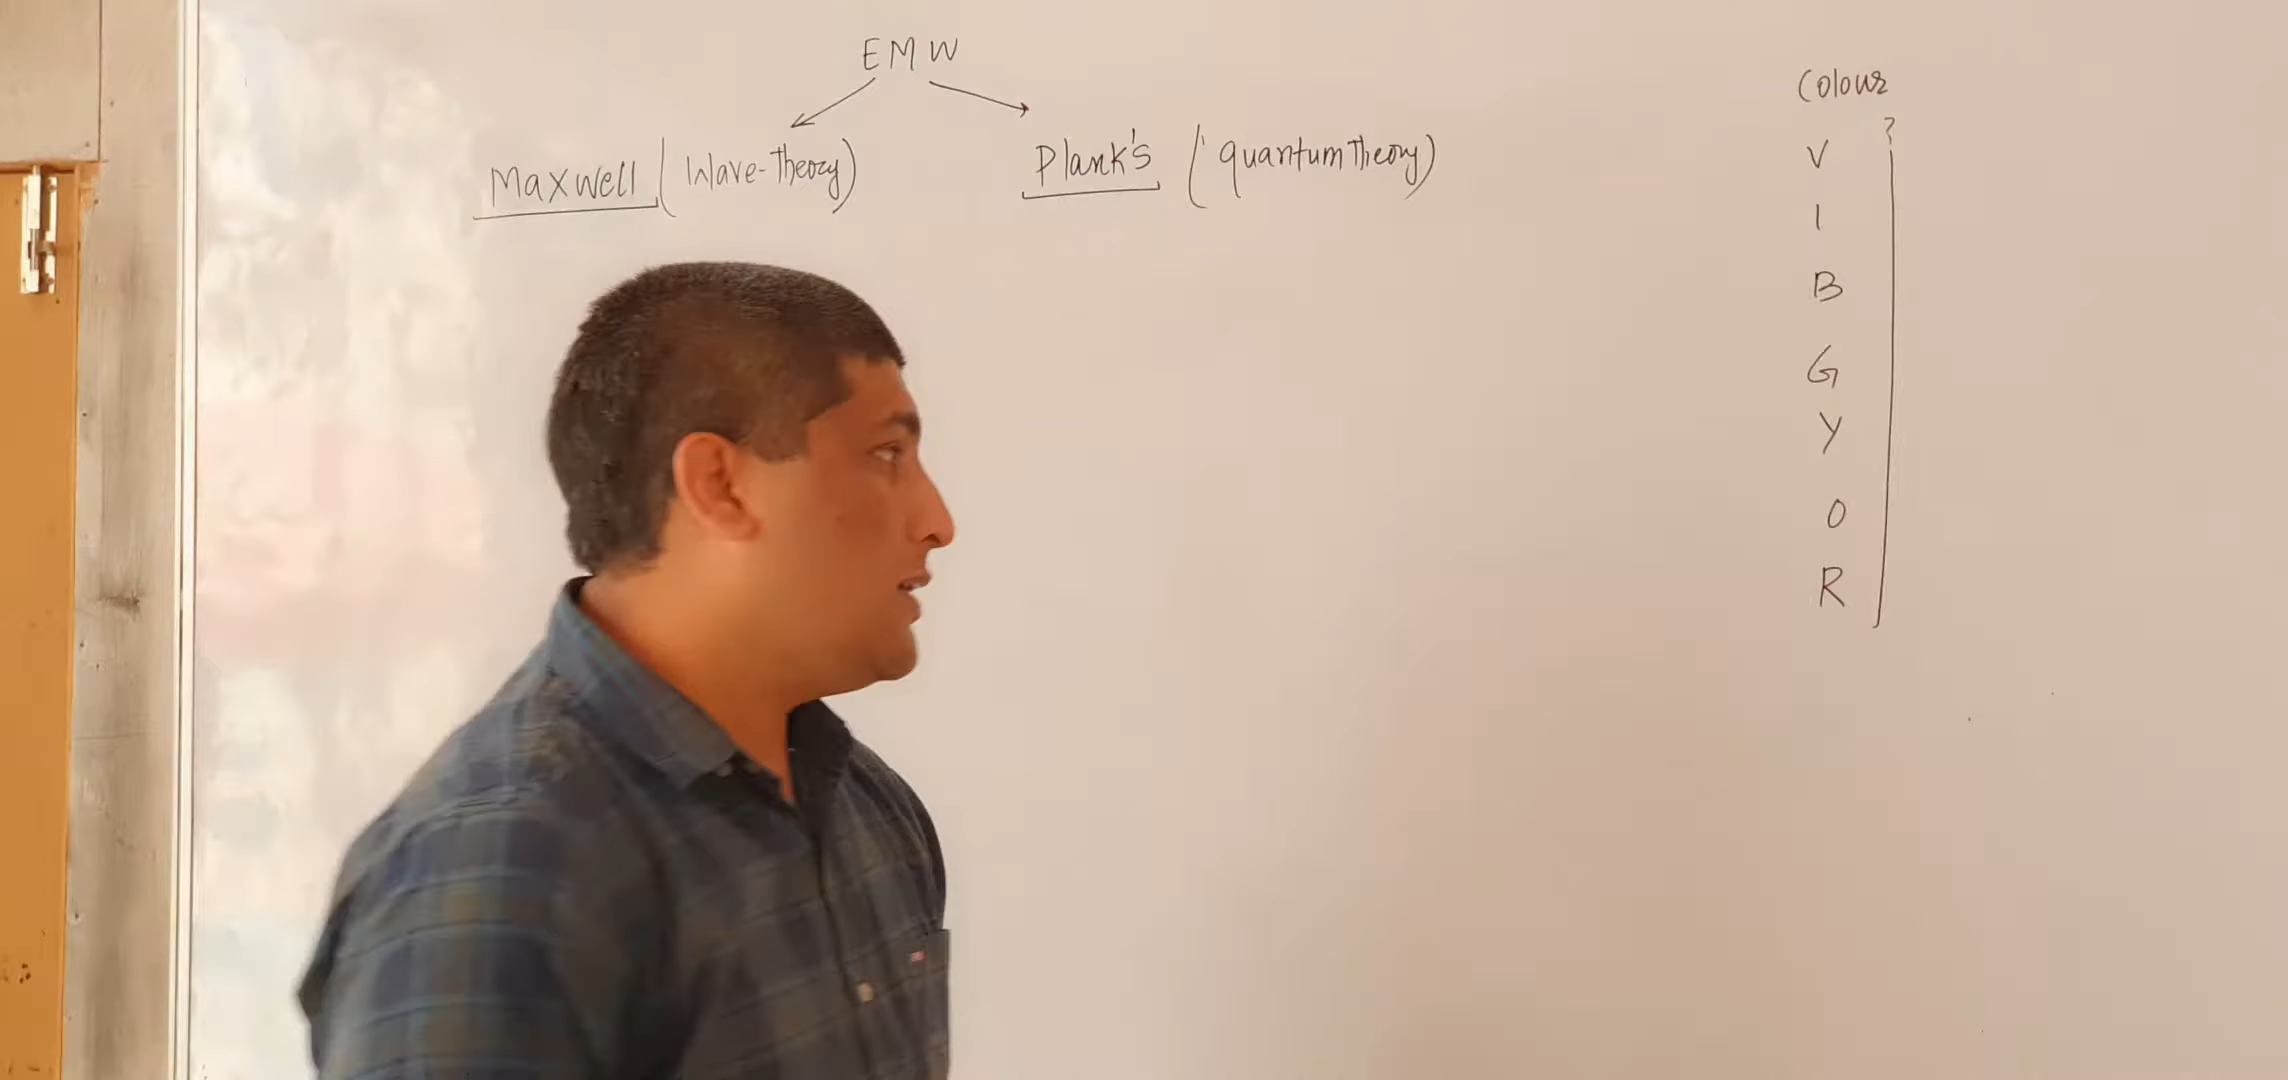 EMW
Maxwell (Wave-Theory)
Plank's ('quantum Theory)
Colour
V
I
B
G
Y
O
R